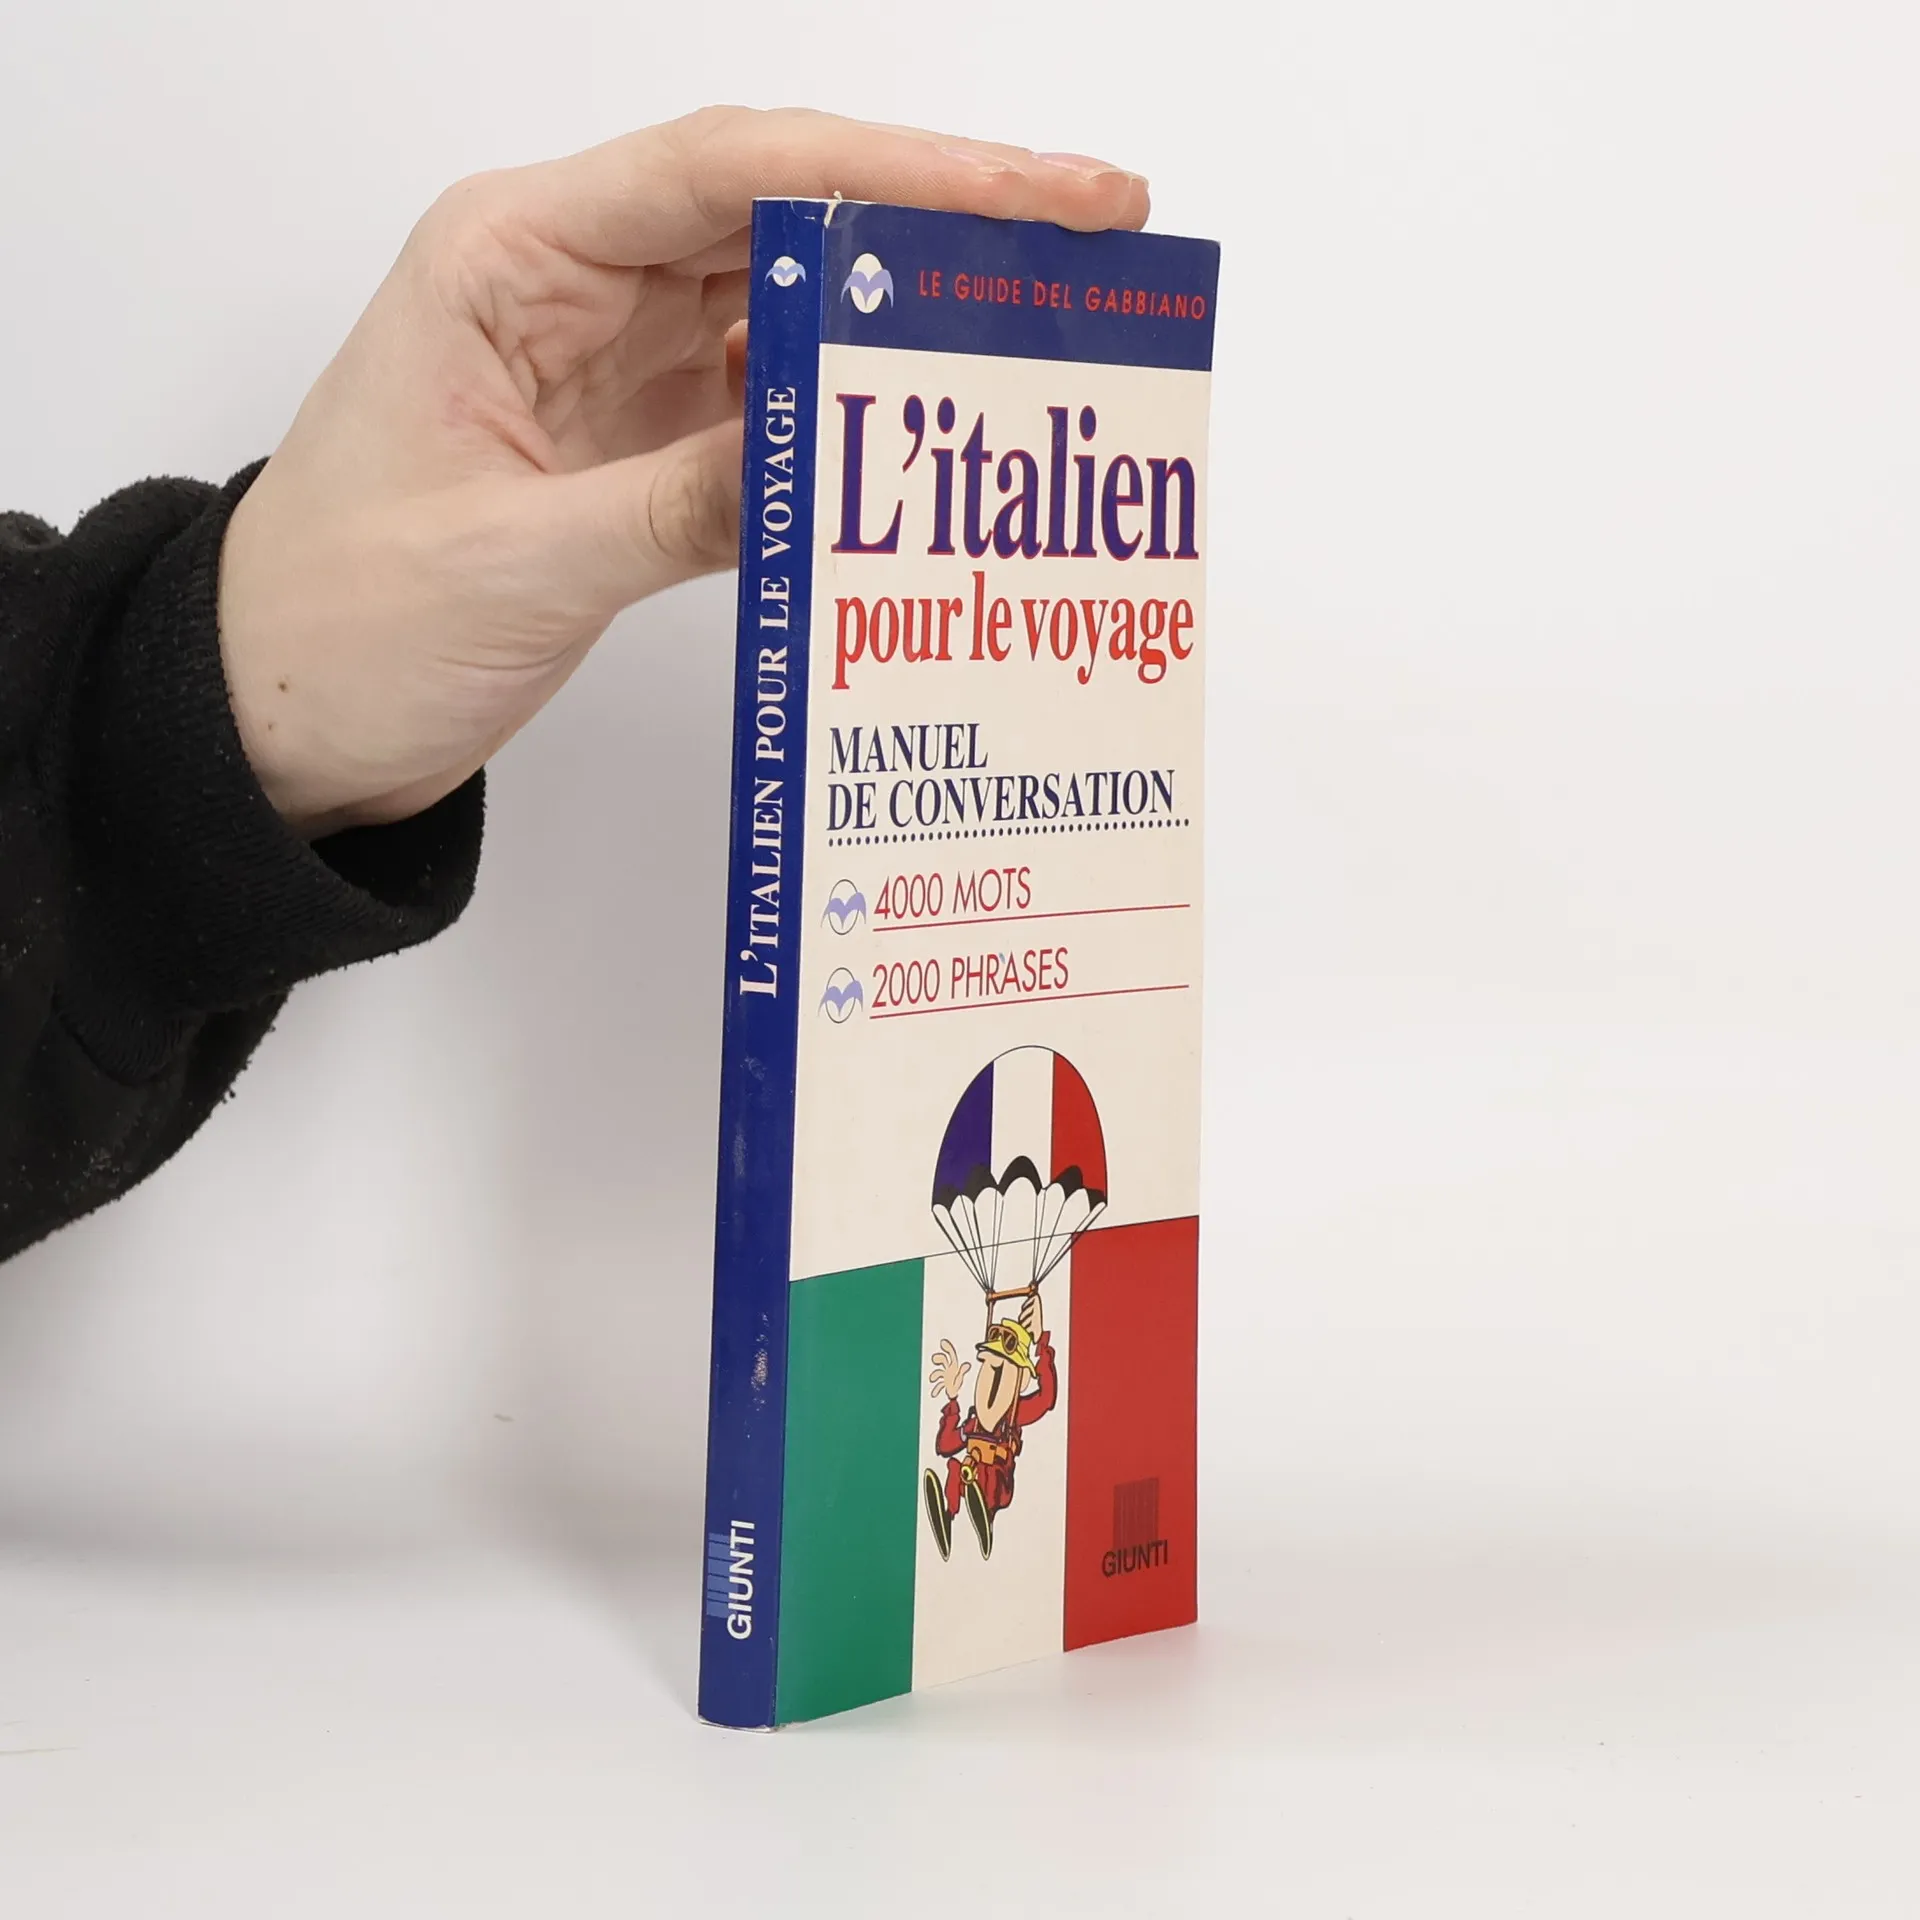 L'ITALIEN POUR LE VOYAGE
GIUNTI
LE GUIDE DEL GABBIANO
L'italien
pour le voyage
MANUEL
DE CONVERSATION
4000 MOTS
2000 PHRASES
GIUNTI